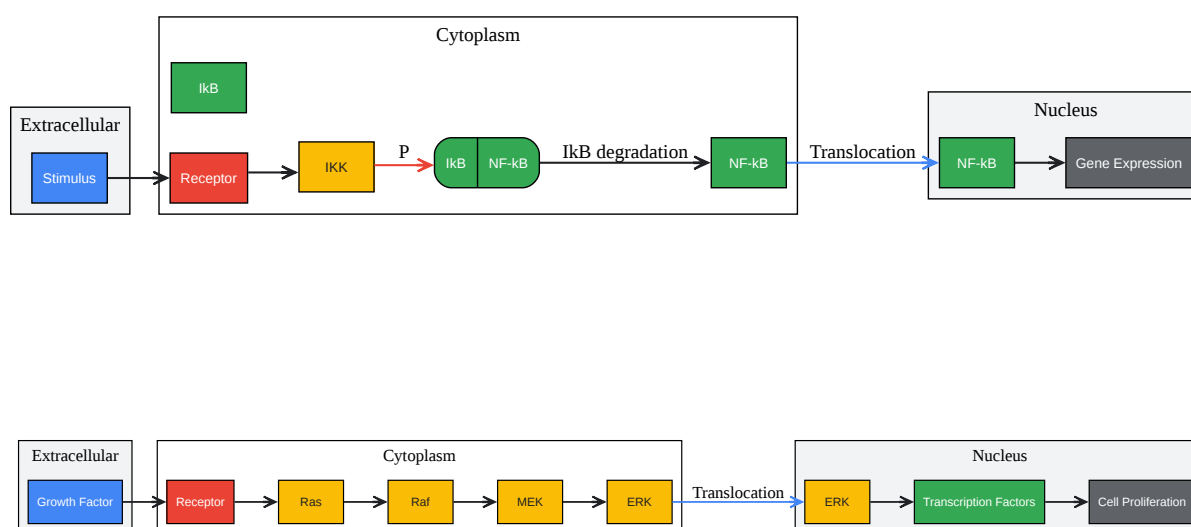 Cytoplasm
IkB
Extracellular
Nucleus
Stimulus
Receptor
IKK
P
IkB
NF-kB
IkB degradation
NF-kB
Translocation
NF-kB
Gene Expression
Extracellular
Cytoplasm
Nucleus
Growth Factor
Receptor
Ras
Raf
MEK
ERK
Translocation
ERK
Transcription Factors
Cell Proliferation